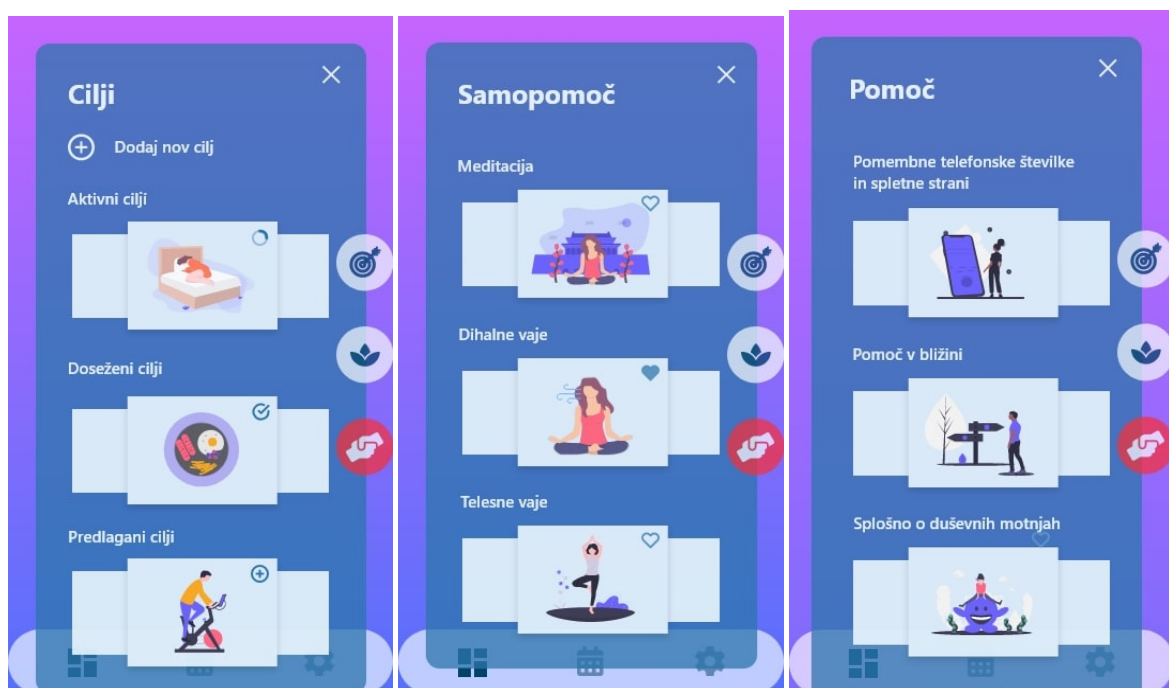 Cilji
Dodaj nov cilj
Aktivni cilji
Doseženi cilji
Predlagani cilji
Samopomoč
Meditacija
Dihalne vaje
Telesne vaje
Pomoč
Pomembne telefonske številke
in spletne strani
Pomoč v bližini
Splošno o duševnih motnjah